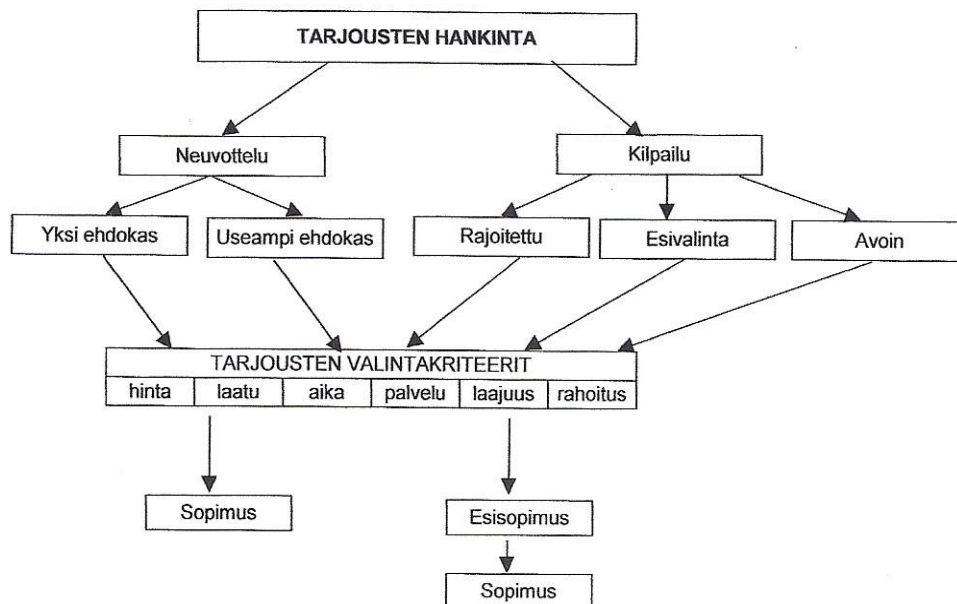 TARJOUSTEN HANKINTA
Neuvottelu
Kilpailu
Yksi ehdokas
Useampi ehdokas
Rajoitettu
Esivalinta
Avoin
TARJOUSTEN VALINTAKRITEERIT
hinta laatu aika palvelu laajuus rahoitus
Sopimus
Esisopimus
Sopimus